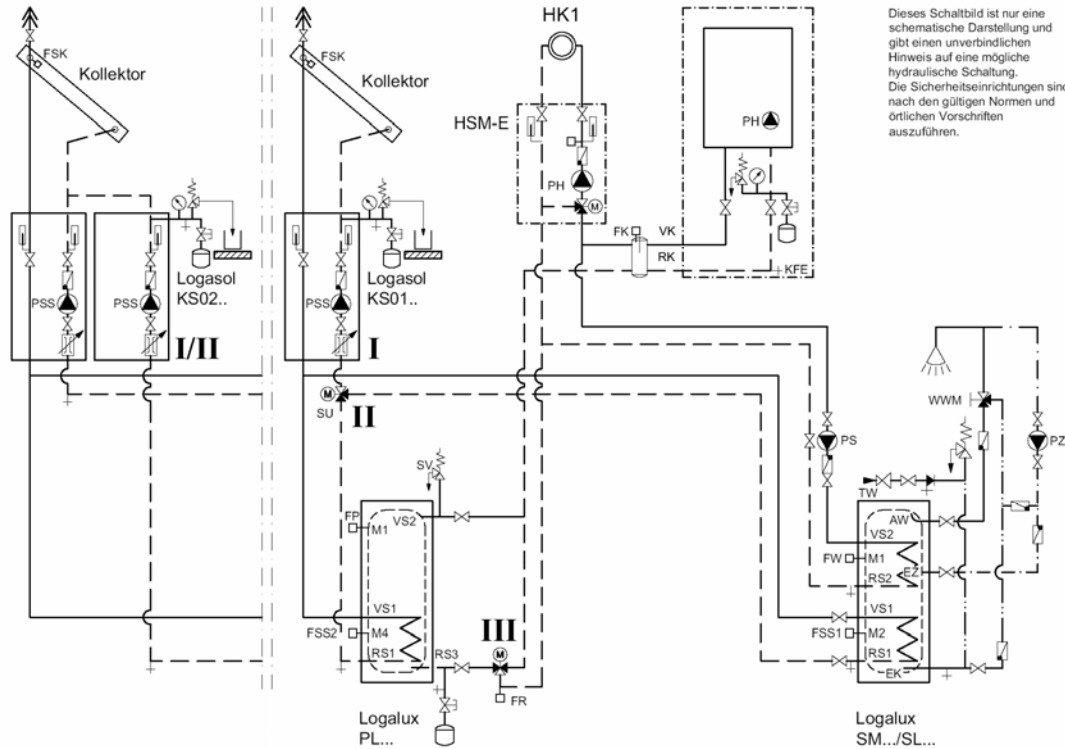 HK1
Dieses Schaltbild ist nur eine
schematische Darstellung und
gibt einen unverbindlichen
Hinweis auf eine mögliche
hydraulische Schaltung.
Die Sicherheitseinrichtungen sind
nach den gültigen Normen und
örtlichen Vorschriften
auszuführen.
FSK
Kollektor
FSK
Kollektor
HSM-E
PH
PH
M
FK
VK
RK
KFE
Logasol
KS02..
Logasol
KS01..
PSS
PSS
PSS
I/II
I
M
SU
II
WWM
PS
PZ
SV
TW
FP
M1
VS2
AW
VS2
FW
M1
EZ
RS2
VS1
FSS2
M4
RS1
RS3
III
M
FR
VS1
FSS1
M2
RS1
EK
Logalux
PL...
Logalux
SM.../SL...